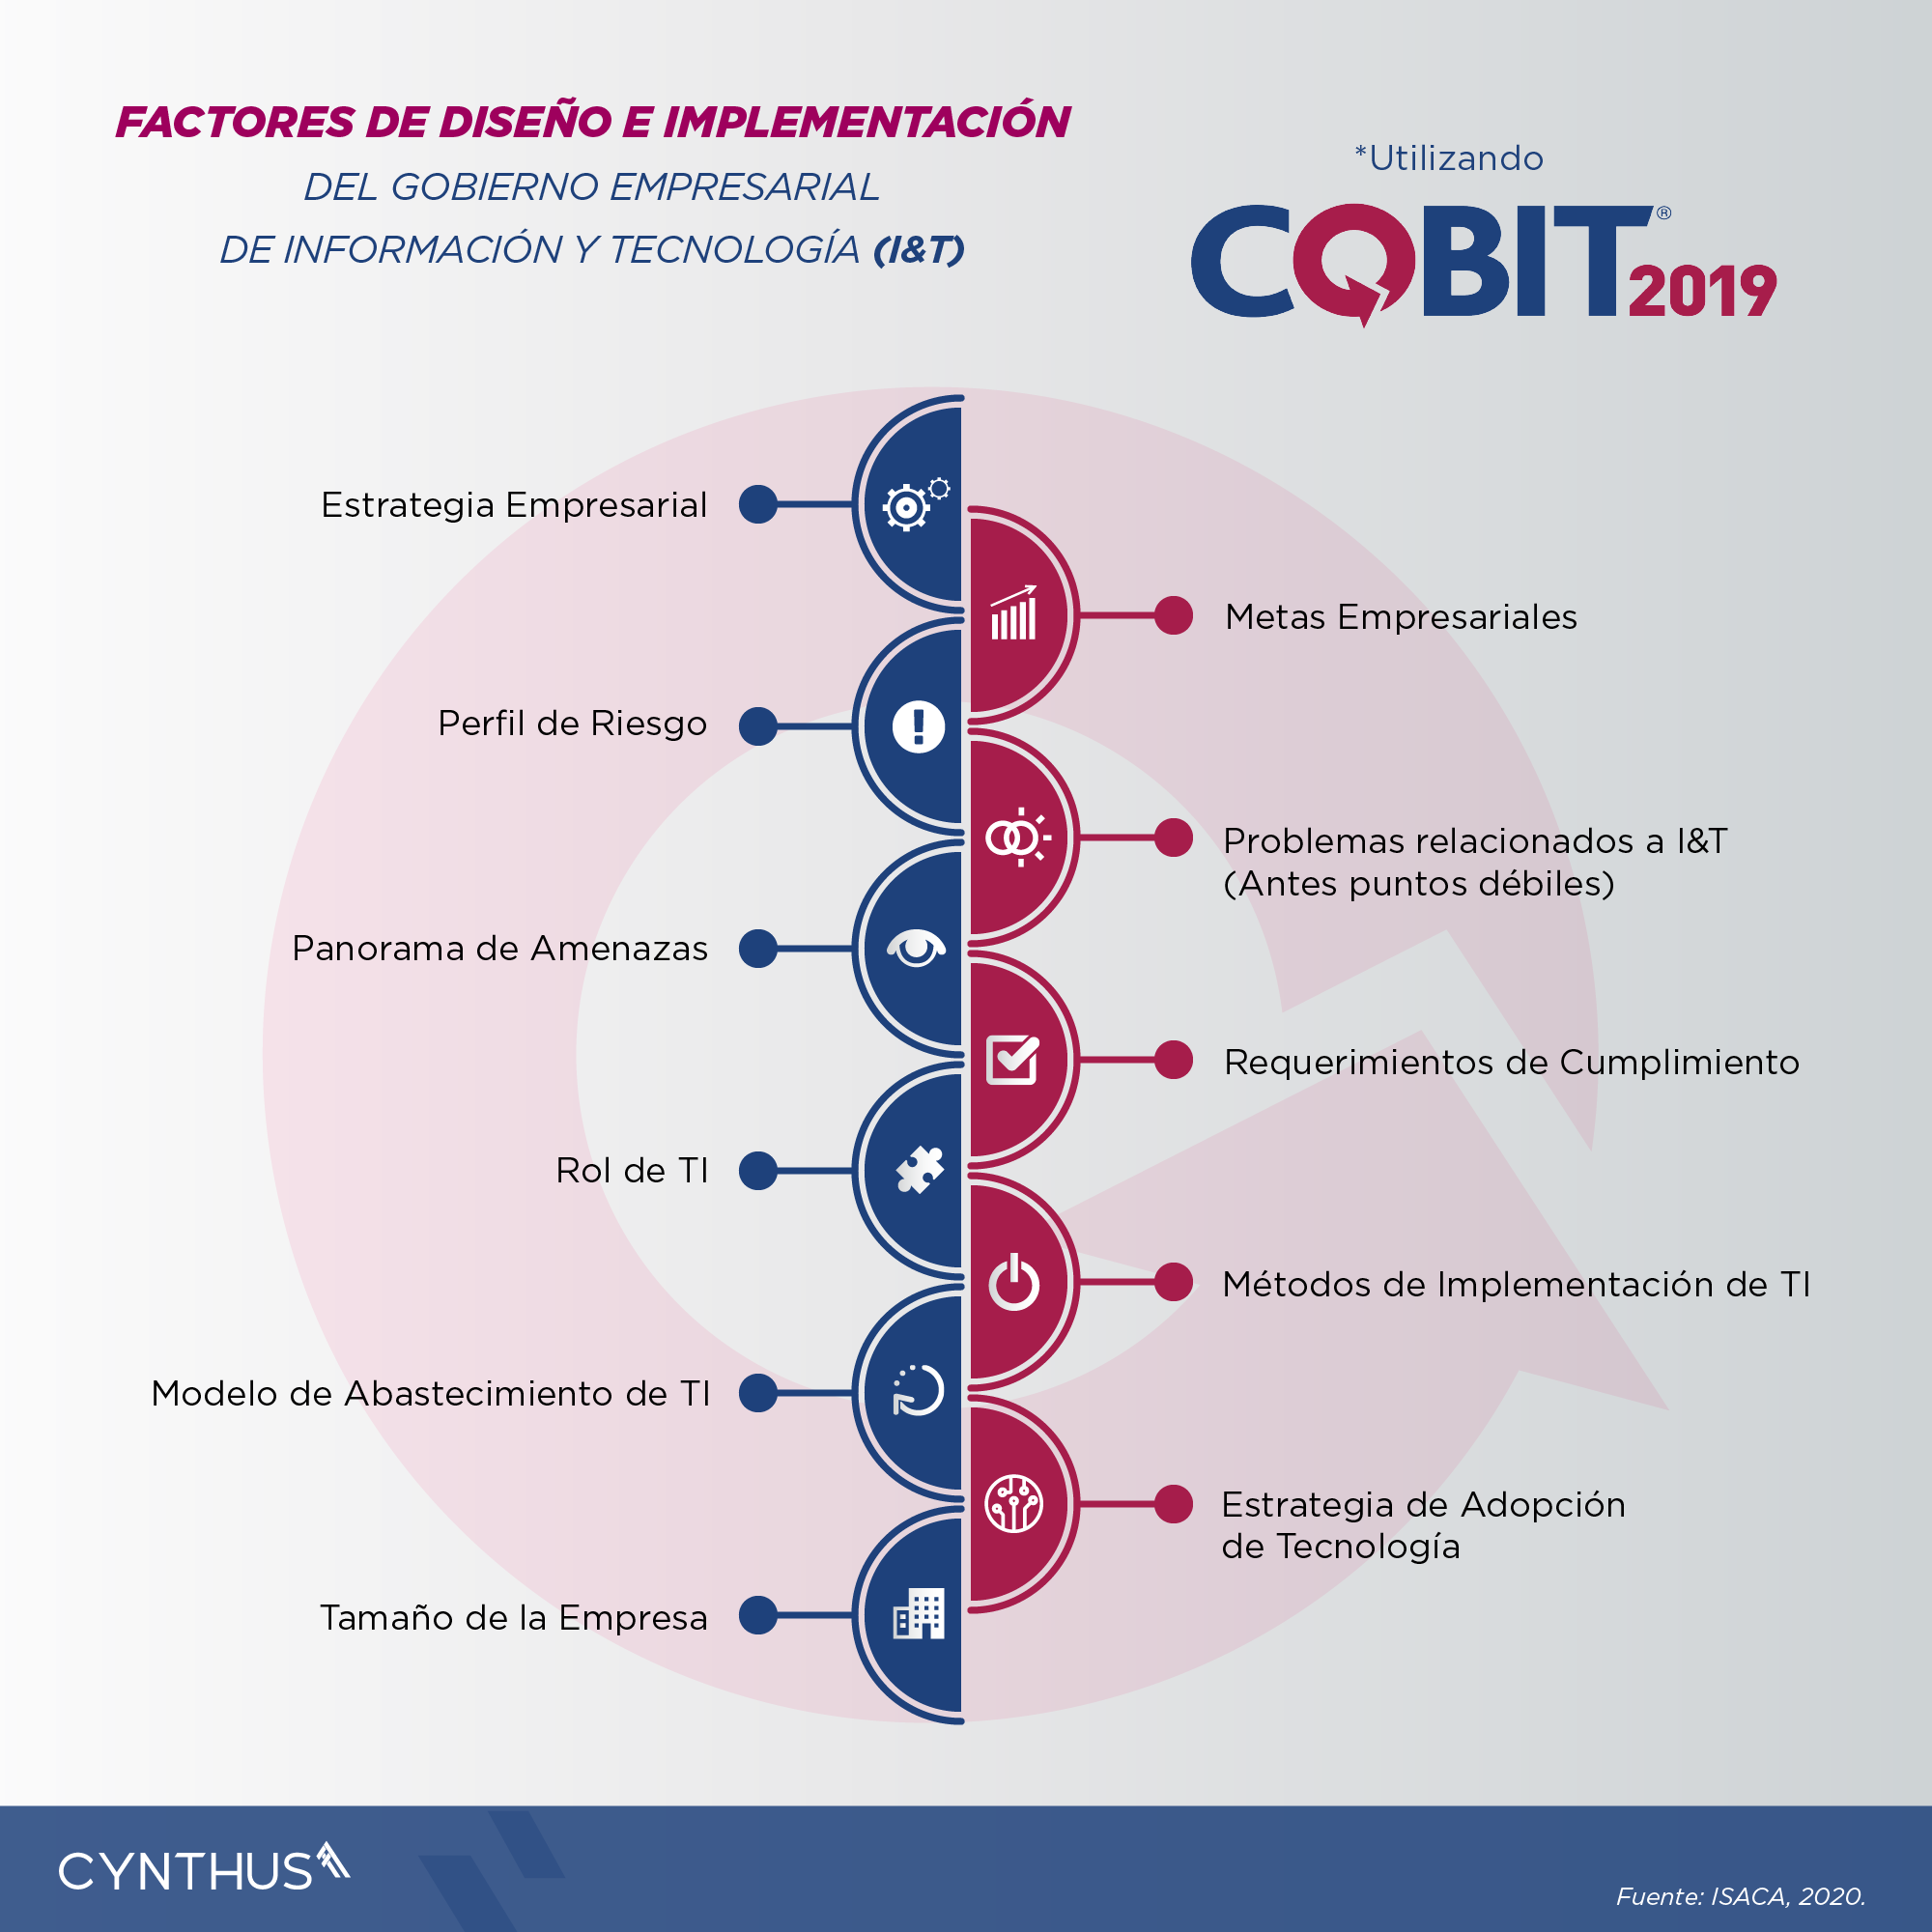 FACTORES DE DISEÑO E IMPLEMENTACIÓN
DEL GOBIERNO EMPRESARIAL
DE INFORMACIÓN Y TECNOLOGÍA (I&T)
*Utilizando
COBIT® 2019
Estrategia Empresarial
Metas Empresariales
Perfil de Riesgo
Problemas relacionados a I&T
(Antes puntos débiles)
Panorama de Amenazas
Requerimientos de Cumplimiento
Rol de TI
Métodos de Implementación de TI
Modelo de Abastecimiento de TI
Estrategia de Adopción
de Tecnología
Tamaño de la Empresa
CYNTHUS
Fuente: ISACA, 2020.